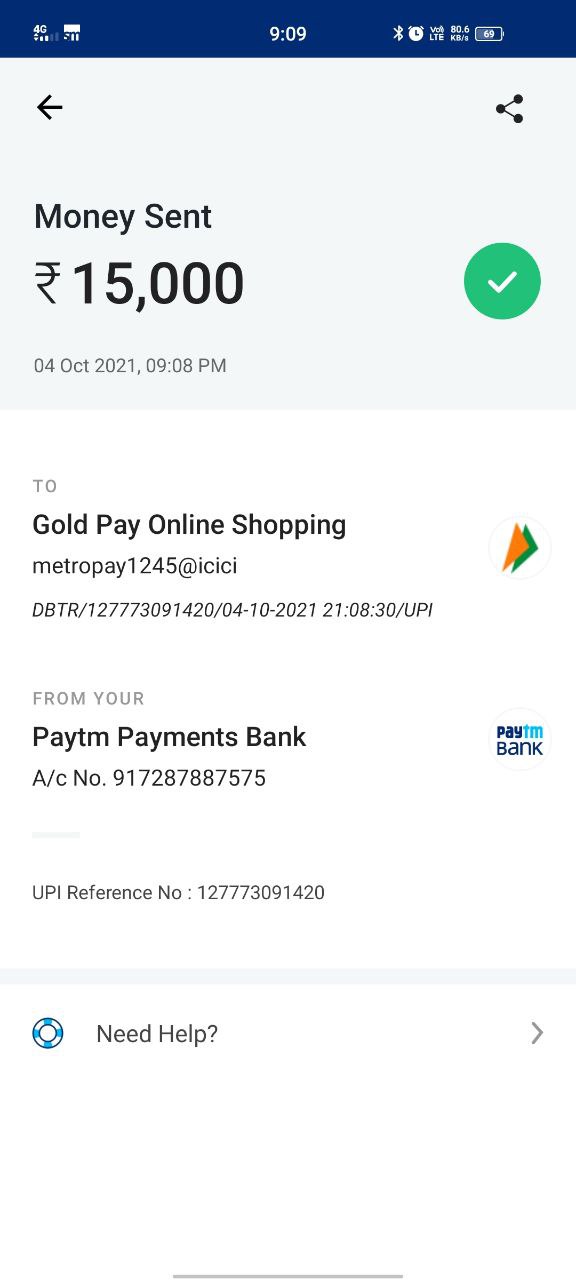 4G
9:09
Vo) LTE
80.6 KB/s
69
Money Sent
₹15,000
04 Oct 2021, 09:08 PM
TO
Gold Pay Online Shopping
metropay1245@icici
DBTR/127773091420/04-10-2021 21:08:30/UPI
FROM YOUR
Paytm Payments Bank
paytm
BANK
A/c No. 917287887575
UPI Reference No : 127773091420
Need Help?